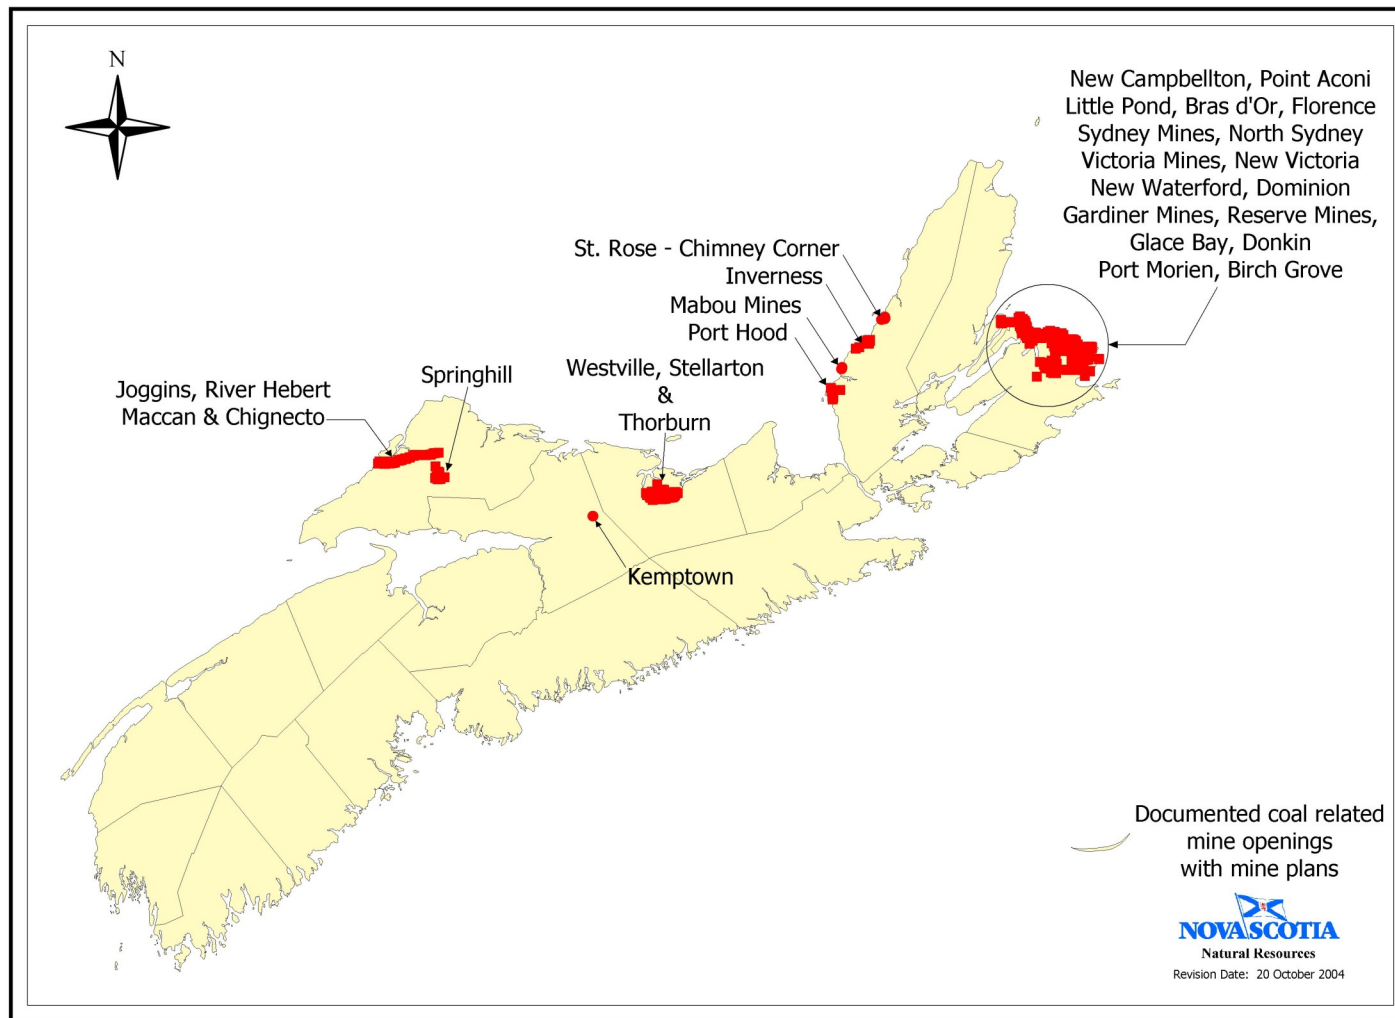 N
New Campbellton, Point Aconi
Little Pond, Bras d'Or, Florence
Sydney Mines, North Sydney
Victoria Mines, New Victoria
New Waterford, Dominion
Gardiner Mines, Reserve Mines,
Glace Bay, Donkin
Port Morien, Birch Grove
St. Rose - Chimney Corner
Inverness
Mabou Mines
Port Hood
Westville, Stellarton
&
Thorburn
Springhill
Joggins, River Hebert
Maccan & Chignecto
Kemptown
Documented coal related
mine openings
with mine plans
NOVA SCOTIA
Natural Resources
Revision Date: 20 October 2004